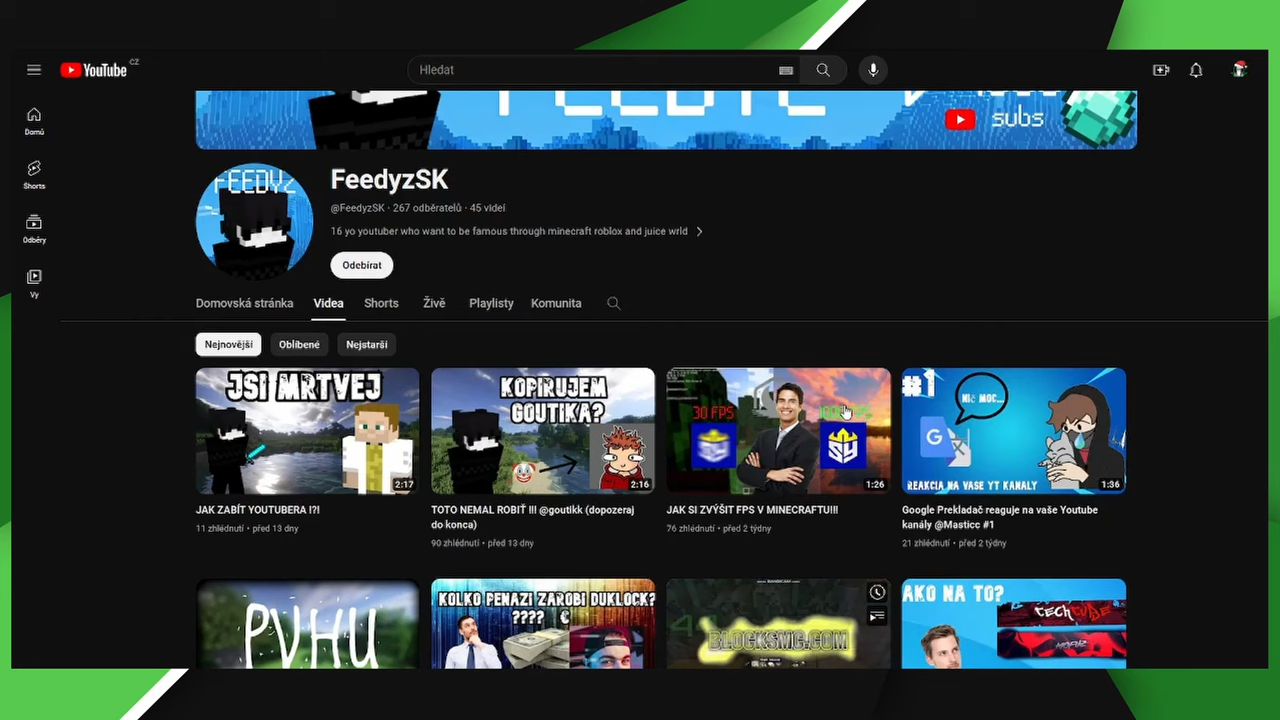 YouTube CZ
Hledat
subs
Domů
Shorts
Odběry
Vy
FEEDYZ
FeedyzSK
@FeedyzSK · 267 odběratelů · 45 videí
16 yo youtuber who want to be famous through minecraft roblox and juice wrld
Odebírat
Domovská stránka Videa Shorts Živě Playlisty Komunita
Nejnovější Oblíbené Nejstarší
JSI MRTVEJ
2:17
KOPIRUJEM
GOUTIKA?
2:16
30 FPS
SY
1:26
#1
NIČ MOC...
G
REAKCIA NA VASE YT KANALY
1:36
JAK ZABÍT YOUTUBERA !?!
11 zhlédnutí · před 13 dny
TOTO NEMAL ROBIŤ !!! @goutikk (dopozeraj
do konca)
90 zhlédnutí · před 13 dny
JAK SI ZVÝŠIT FPS V MINECRAFTU!!!
76 zhlédnutí · před 2 týdny
Google Prekladač reaguje na vaše Youtube
kanály @Masticc #1
21 zhlédnutí · před 2 týdny
KOLKO PENAZI ZAROBI DUKLOCK?
???? €
BLOCKSMC.COM
AKO NA TO?
TECHTUBE